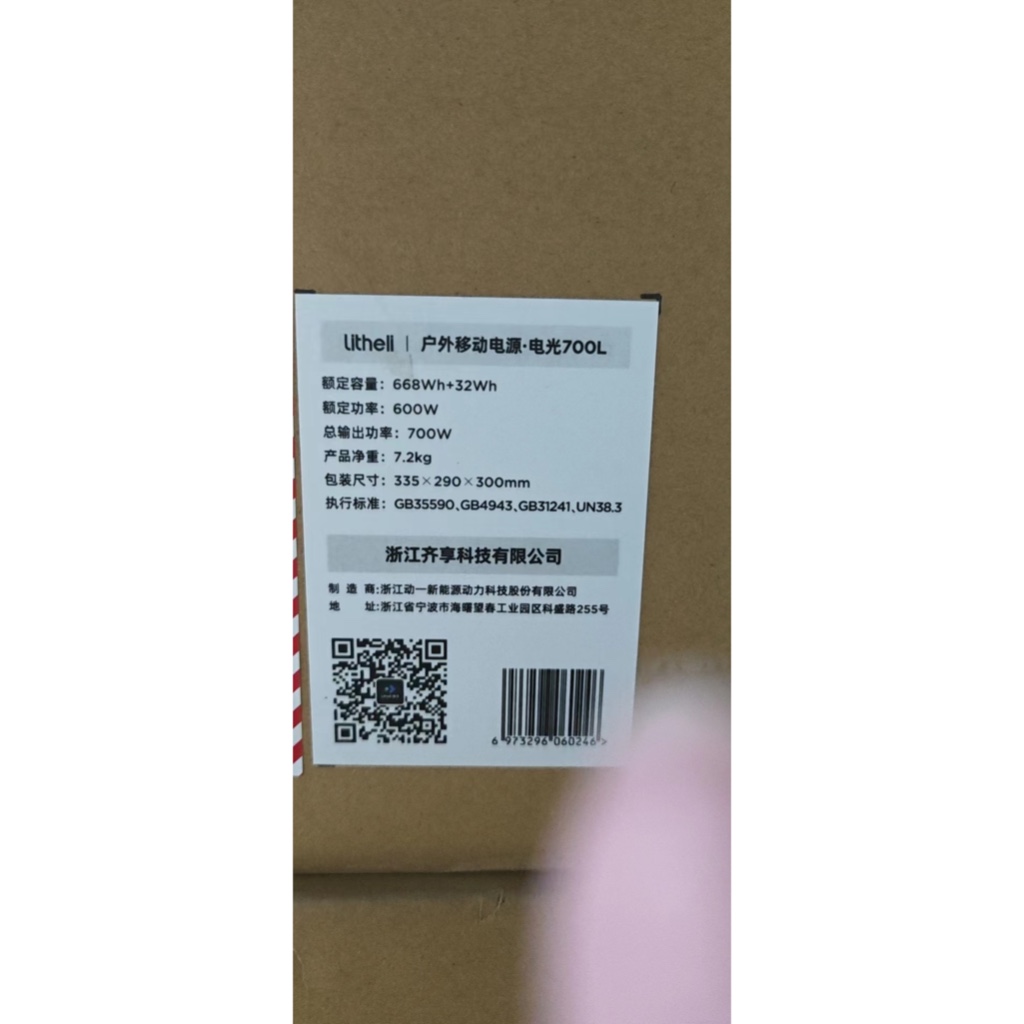 Litheli | 户外移动电源·电光700L
额定容量：668Wh+32Wh
额定功率：600W
总输出功率：700W
产品净重：7.2kg
包装尺寸：335×290×300mm
执行标准：GB35590、GB4943、GB31241、UN38.3
浙江齐享科技有限公司
制 造 商:浙江动一新能源动力科技股份有限公司
地 址:浙江省宁波市海曙望春工业园区科盛路255号
6 973296 060246 >